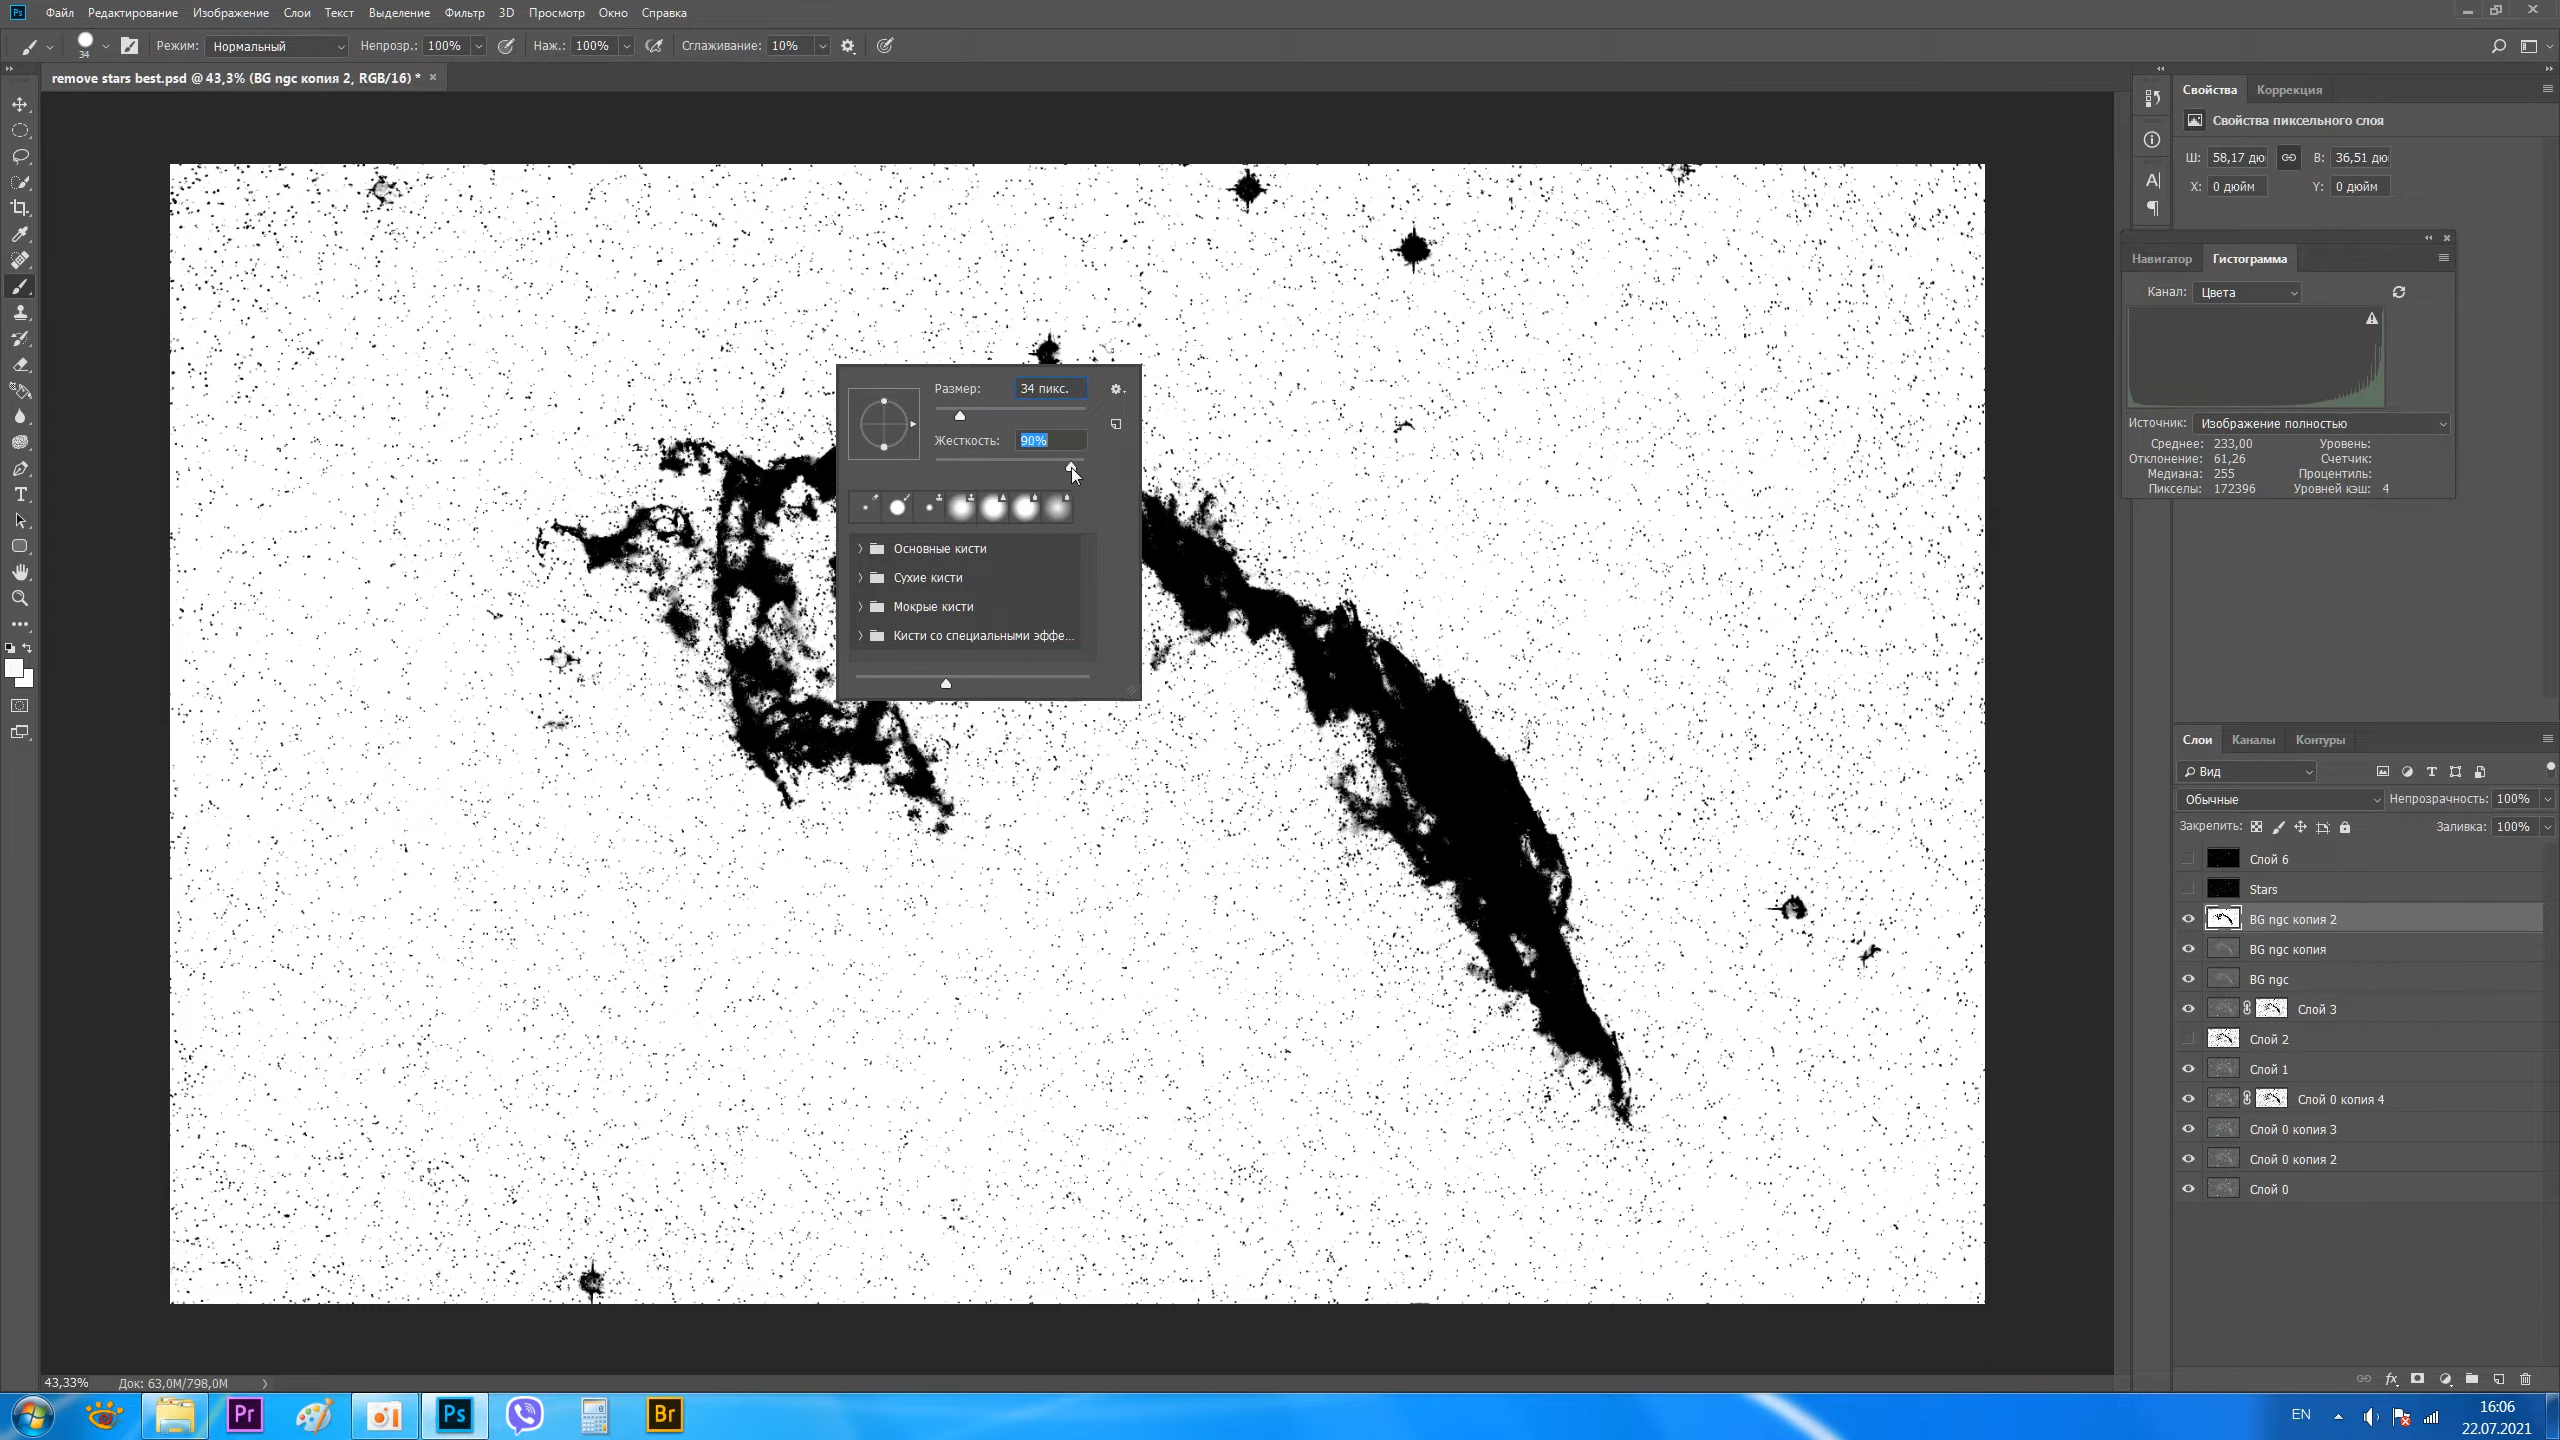 Файл Редактирование Изображение Слои Текст Выделение Фильтр 3D Просмотр Окно Справка
34 Режим: Нормальный Непрозр.: 100% Наж.: 100% Сглаживание: 10%
remove stars best.psd @ 43,3% (BG ngc копия 2, RGB/16) *
Свойства Коррекция
Свойства пиксельного слоя
Ш: 58,17 дю В: 36,51 дю
X: 0 дюйм Y: 0 дюйм
Навигатор Гистограмма
Канал: Цвета
Источник: Изображение полностью
Среднее: 233,00 Уровень:
Отклонение: 61,26 Счетчик:
Медиана: 255 Процентиль:
Пикселы: 172396 Уровней кэш: 4
Размер: 34 пикс.
Жесткость: 90%
Основные кисти
Сухие кисти
Мокрые кисти
Кисти со специальными эффе...
Слои Каналы Контуры
Вид
Обычные Непрозрачность: 100%
Закрепить: Заливка: 100%
Слой 6
Stars
BG ngc копия 2
BG ngc копия
BG ngc
Слой 3
Слой 2
Слой 1
Слой 0 копия 4
Слой 0 копия 3
Слой 0 копия 2
Слой 0
43,33% Док: 63,0M/798,0M
Ps
Pr
Ps
Br
EN
16:06
22.07.2021